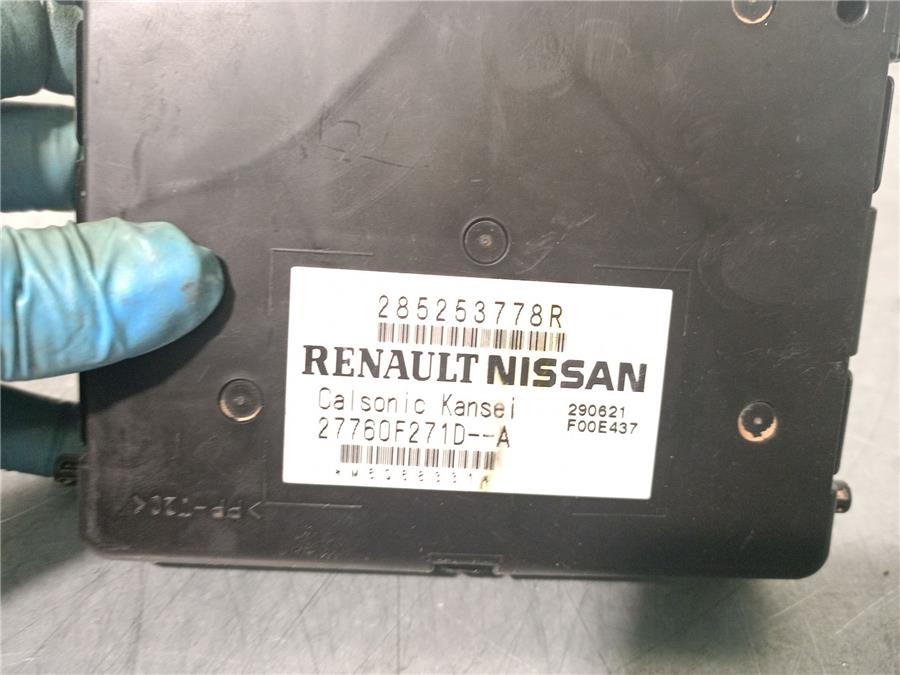 285253778R
RENAULT NISSAN
Calsonic Kansei
290621
27760F271D--A
F00E437
>PP-T20<